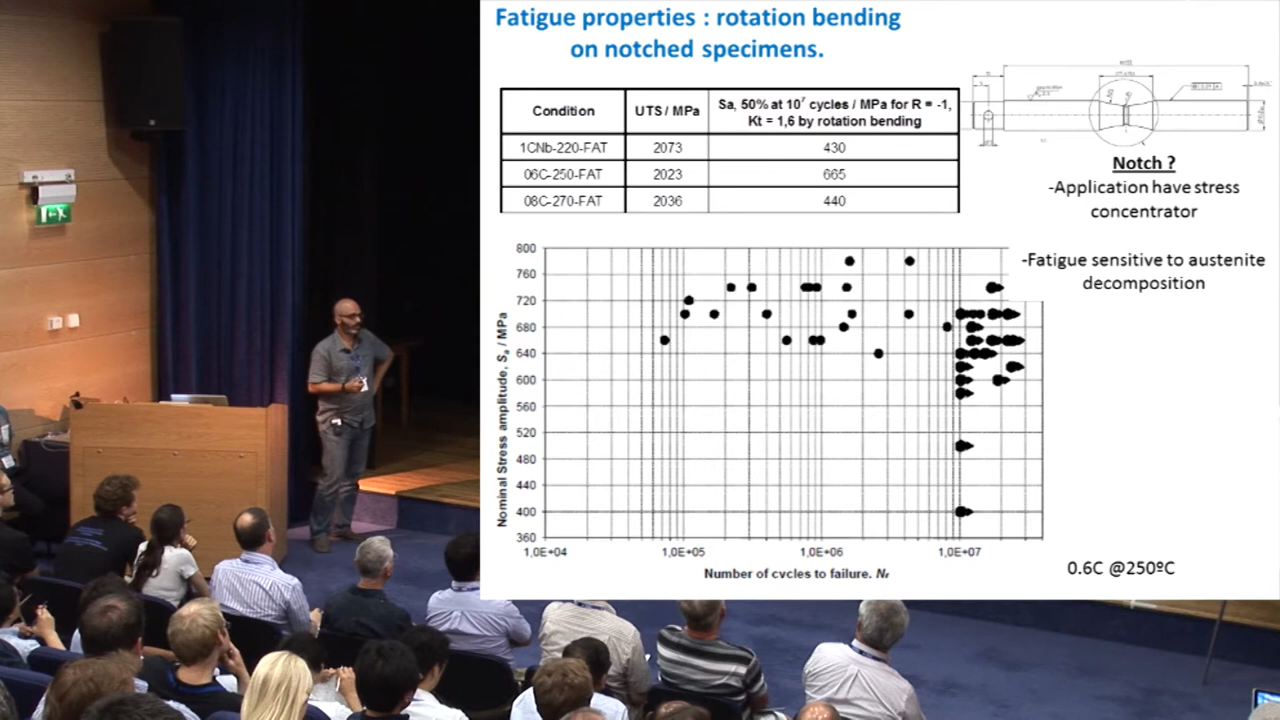 Fatigue properties : rotation bending
on notched specimens.
Condition
UTS / MPa
Sa, 50% at 10⁷ cycles / MPa for R = -1,
Kt = 1,6 by rotation bending
1CNb-220-FAT 2073 430
06C-250-FAT 2023 665
08C-270-FAT 2036 440
Notch ?
-Application have stress
concentrator
-Fatigue sensitive to austenite
decomposition
Nominal Stress amplitude, Sa / MPa
800
760
720
680
640
600
560
520
480
440
400
360
1,0E+04 1,0E+05 1,0E+06 1,0E+07
Number of cycles to failure. Nf
0.6C @250ºC